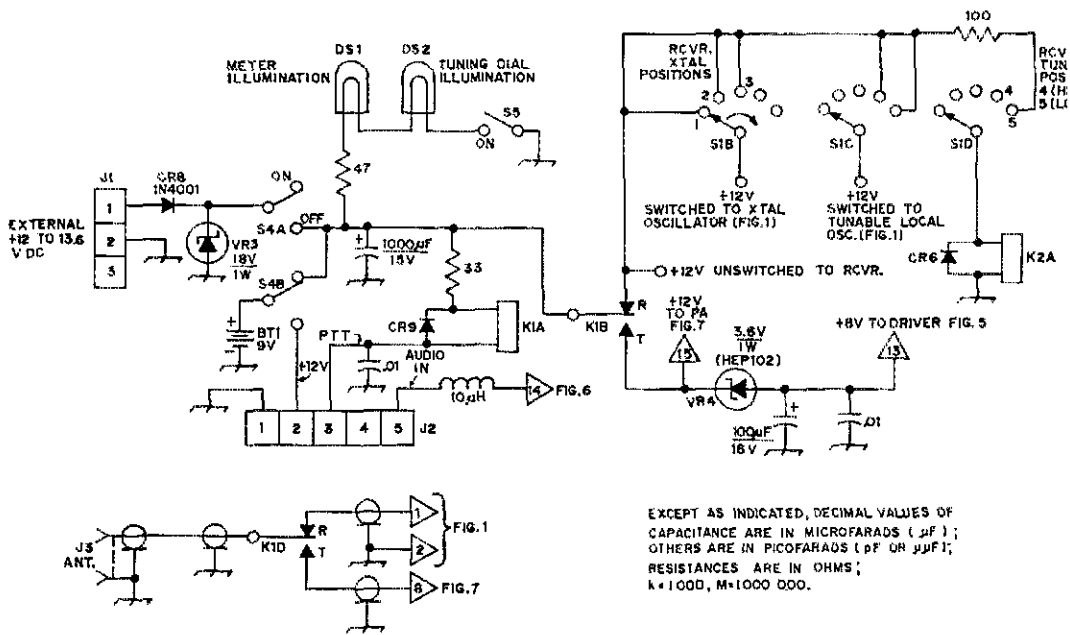 DS1
DS2
METER
ILLUMINATION
TUNING DIAL
ILLUMINATION
S5
ON
47
J1
1
2
3
EXTERNAL
+12 TO 13.6
V DC
CR8
1N4001
ON
S4A
OFF
VR3
18V
1W
+
1000µF
15V
33
S4B
+
-
BT1
9V
+12V
PTT
.01
CR9
K1A
AUDIO
IN
10µH
14
FIG.6
1
2
3
4
5
J2
RCVR.
XTAL
POSITIONS
2
3
1
S1B
+12V
SWITCHED TO XTAL
OSCILLATOR (FIG.1)
S1C
+12V
SWITCHED TO
TUNABLE LOCAL
OSC.(FIG.1)
100
RCV
TUN
POS
4 (H
5 (L
4
5
S1D
CR6
K2A
+12V UNSWITCHED TO RCVR.
K1B
R
T
+12V
TO PA
FIG.7
15
3.6V
1W
(HEP102)
VR4
+8V TO DRIVER FIG.5
13
+
100µF
16V
.01
J3
ANT.
K1D
R
T
1
2
FIG.1
8
FIG.7
EXCEPT AS INDICATED, DECIMAL VALUES OF
CAPACITANCE ARE IN MICROFARADS (µF);
OTHERS ARE IN PICOFARADS (pF OR µµF);
RESISTANCES ARE IN OHMS;
k=1000, M=1000 000.